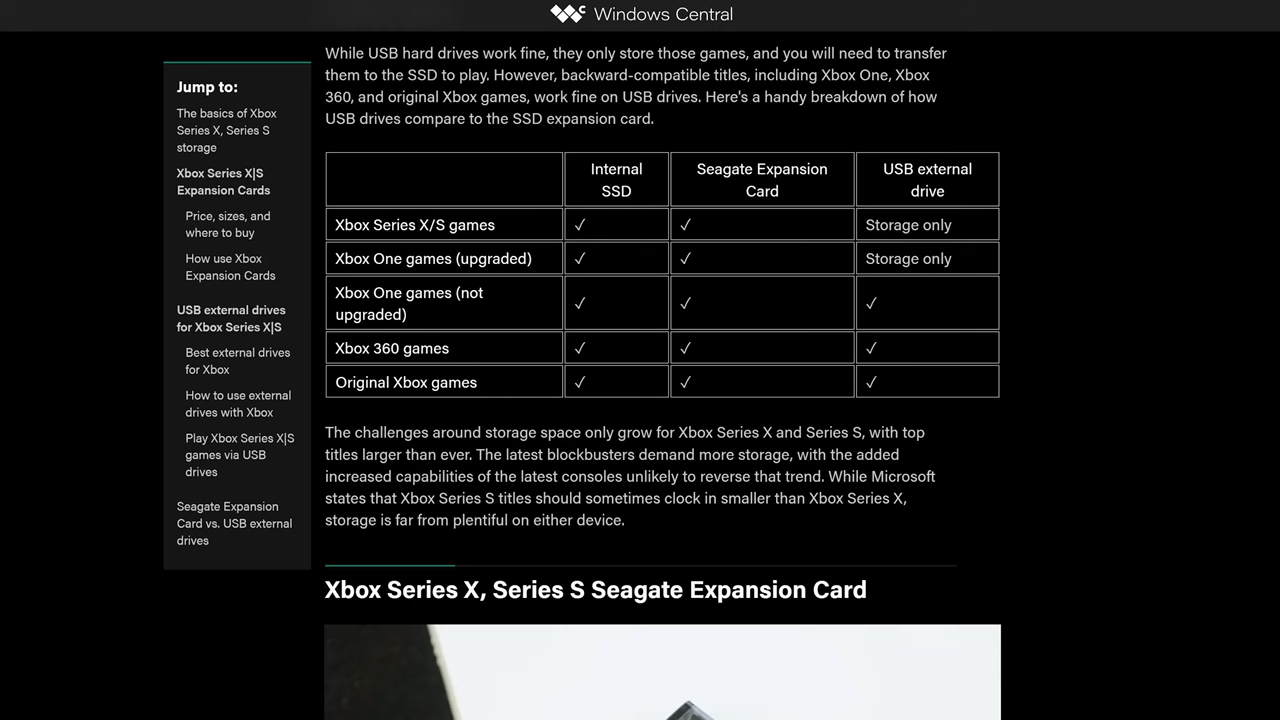 Windows Central
Jump to:
The basics of Xbox
Series X, Series S
storage
Xbox Series X|S
Expansion Cards
Price, sizes, and
where to buy
How use Xbox
Expansion Cards
USB external drives
for Xbox Series X|S
Best external drives
for Xbox
How to use external
drives with Xbox
Play Xbox Series X|S
games via USB
drives
Seagate Expansion
Card vs. USB external
drives
While USB hard drives work fine, they only store those games, and you will need to transfer
them to the SSD to play. However, backward-compatible titles, including Xbox One, Xbox
360, and original Xbox games, work fine on USB drives. Here's a handy breakdown of how
USB drives compare to the SSD expansion card.
Internal SSD Seagate Expansion Card USB external drive
Xbox Series X/S games ✓ ✓ Storage only
Xbox One games (upgraded) ✓ ✓ Storage only
Xbox One games (not upgraded) ✓ ✓ ✓
Xbox 360 games ✓ ✓ ✓
Original Xbox games ✓ ✓ ✓
The challenges around storage space only grow for Xbox Series X and Series S, with top
titles larger than ever. The latest blockbusters demand more storage, with the added
increased capabilities of the latest consoles unlikely to reverse that trend. While Microsoft
states that Xbox Series S titles should sometimes clock in smaller than Xbox Series X,
storage is far from plentiful on either device.
Xbox Series X, Series S Seagate Expansion Card